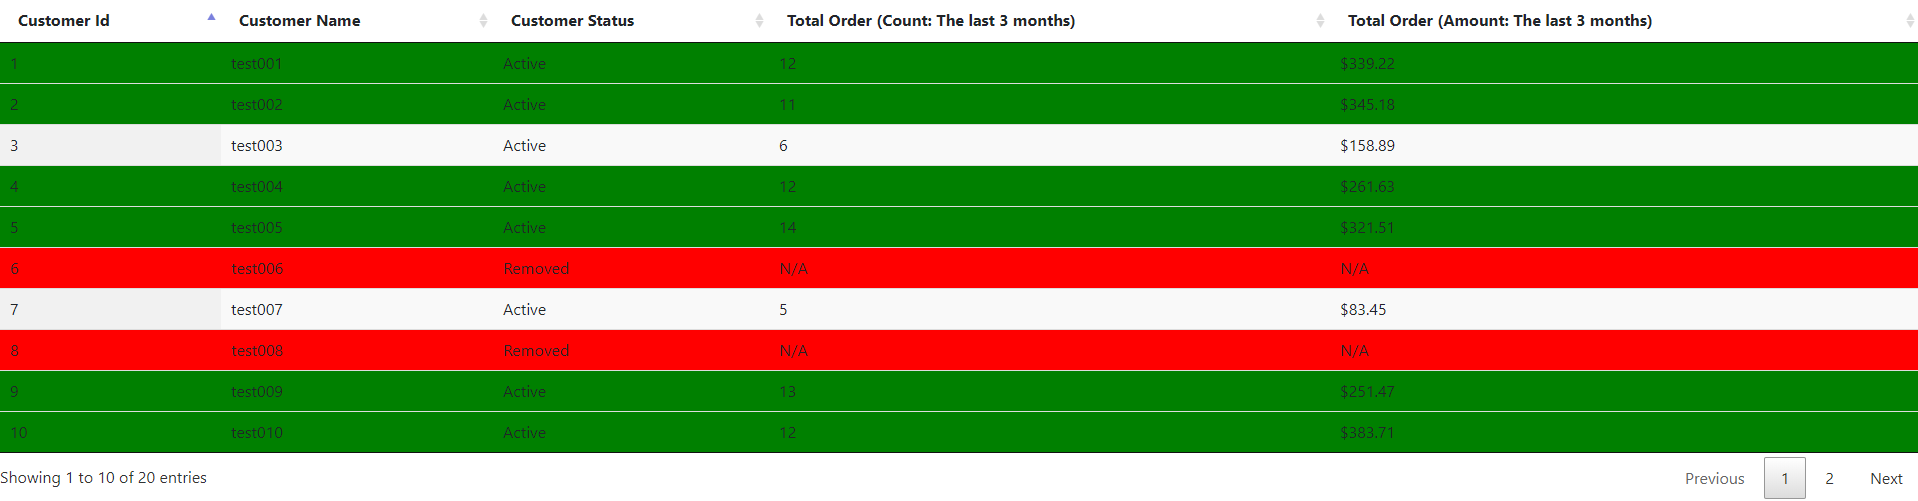 Customer Id Customer Name Customer Status Total Order (Count: The last 3 months) Total Order (Amount: The last 3 months)
1 test001 Active 12 $339.22
2 test002 Active 11 $345.18
3 test003 Active 6 $158.89
4 test004 Active 12 $261.63
5 test005 Active 14 $321.51
6 test006 Removed N/A N/A
7 test007 Active 5 $83.45
8 test008 Removed N/A N/A
9 test009 Active 13 $251.47
10 test010 Active 12 $383.71
Showing 1 to 10 of 20 entries Previous 1 2 Next